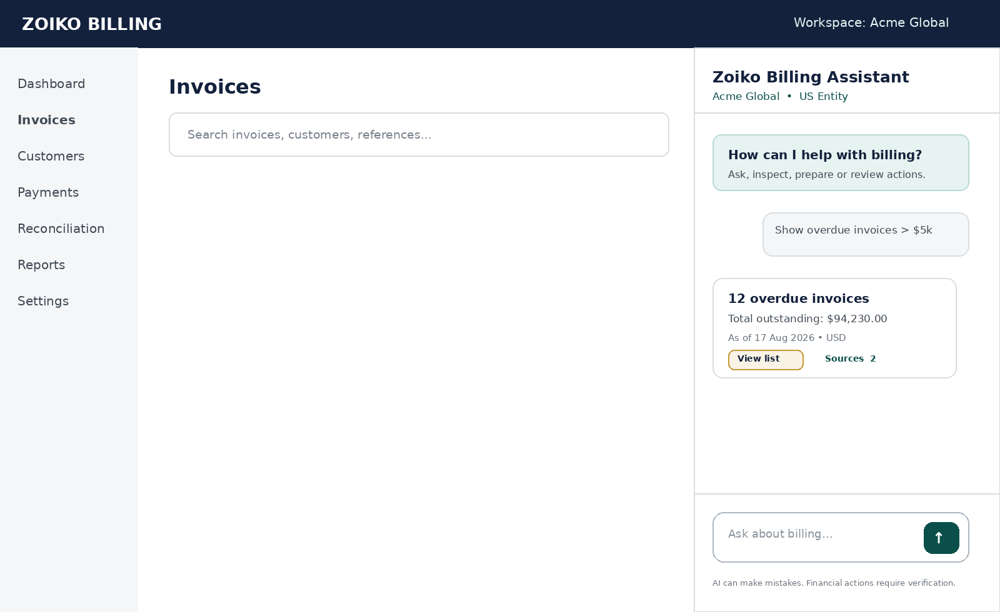 ZOIKO BILLING
Workspace: Acme Global
Dashboard
Invoices
Customers
Payments
Reconciliation
Reports
Settings
Invoices
Search invoices, customers, references...
Zoiko Billing Assistant
Acme Global • US Entity
How can I help with billing?
Ask, inspect, prepare or review actions.
Show overdue invoices > $5k
12 overdue invoices
Total outstanding: $94,230.00
As of 17 Aug 2026 • USD
View list
Sources 2
Ask about billing...
↑
AI can make mistakes. Financial actions require verification.